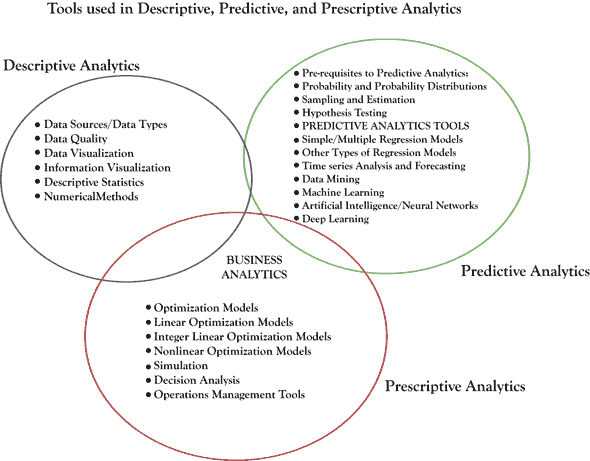 Tools used in Descriptive, Predictive, and Prescriptive Analytics
Descriptive Analytics
• Data Sources/Data Types
• Data Quality
• Data Visualization
• Information Visualization
• Descriptive Statistics
• NumericalMethods
• Pre-requisites to Predictive Analytics:
• Probability and Probability Distributions
• Sampling and Estimation
• Hypothesis Testing
• PREDICTIVE ANALYTICS TOOLS
• Simple/Multiple Regression Models
• Other Types of Regression Models
• Time series Analysis and Forecasting
• Data Mining
• Machine Learning
• Artificial Intelligence/Neural Networks
• Deep Learning
Predictive Analytics
BUSINESS
ANALYTICS
• Optimization Models
• Linear Optimization Models
• Integer Linear Optimization Models
• Nonlinear Optimization Models
• Simulation
• Decision Analysis
• Operations Management Tools
Prescriptive Analytics